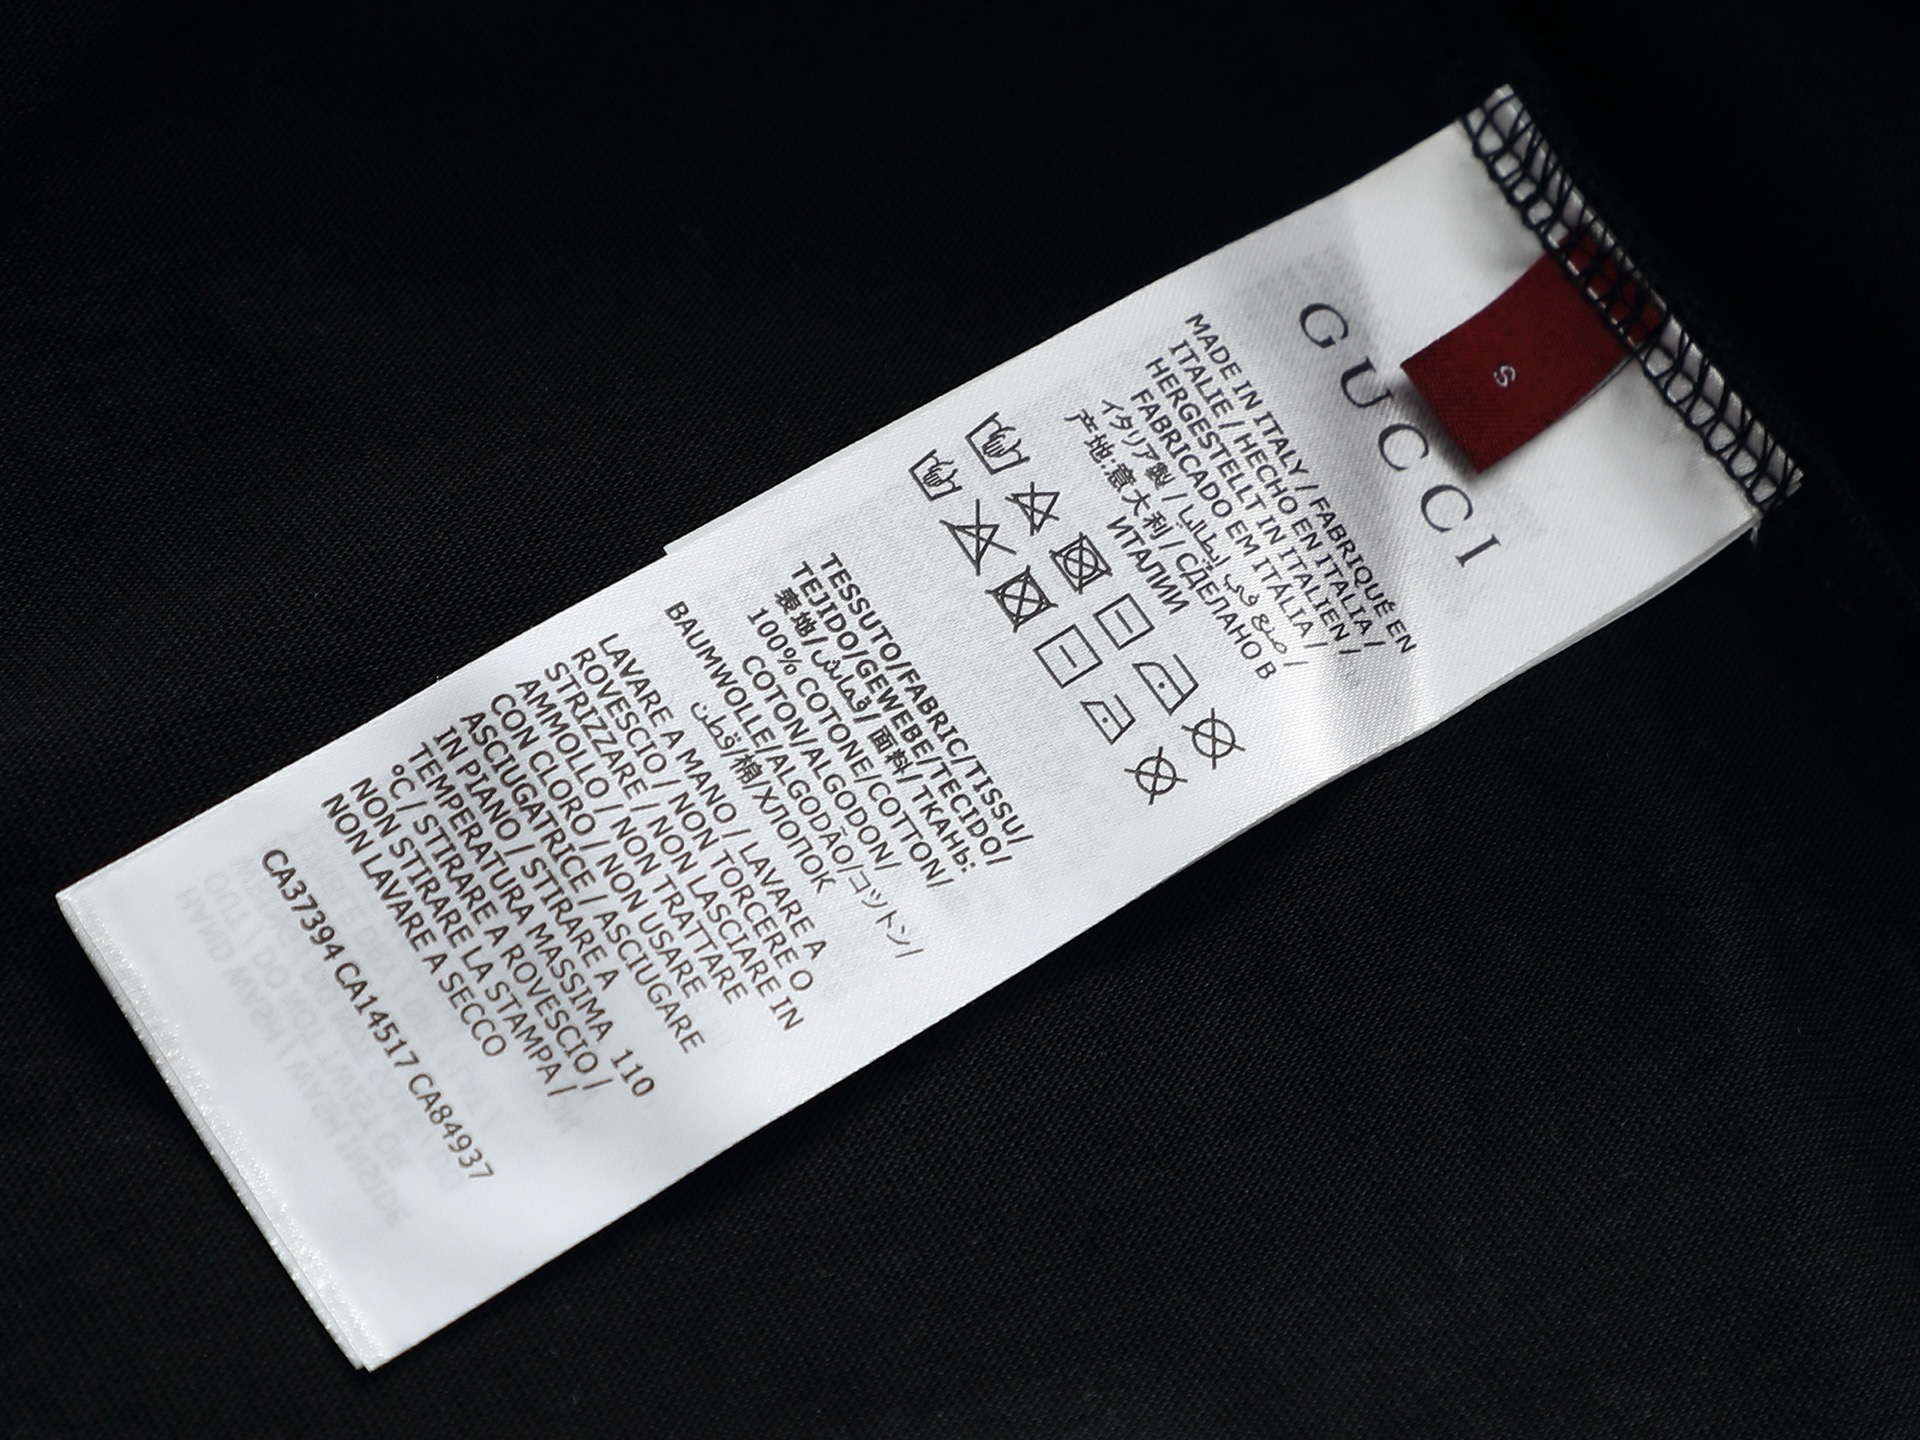 GUCCI
S
MADE IN ITALY / FABRIQUÉ EN
ITALIE / HECHO EN ITALIA /
HERGESTELLT IN ITALIEN /
FABRICADO EM ITÁLIA /
イタリア製 / صنع في إيطاليا /
产地:意大利 / СДЕЛАНО В
ИТАЛИИ
TESSUTO/FABRIC/TISSU/
TEJIDO/GEWEBE/TECIDO/
表地/قماش/面料/ТКАНЬ:
100% COTONE/COTTON/
COTON/ALGODON/
BAUMWOLLE/ALGODÃO/コットン/
قطن/棉/ХЛОПОК
LAVARE A MANO / LAVARE A
ROVESCIO / NON TORCERE O
STRIZZARE / NON LASCIARE IN
AMMOLLO / NON TRATTARE
CON CLORO / NON USARE
ASCIUGATRICE / ASCIUGARE
IN PIANO / STIRARE A
TEMPERATURA MASSIMA 110
°C / STIRARE A ROVESCIO /
NON STIRARE LA STAMPA /
NON LAVARE A SECCO
CA37394 CA14517 CA84937